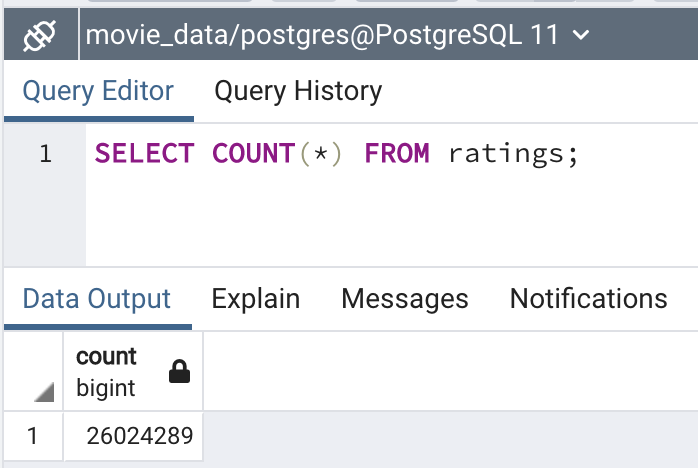 movie_data/postgres@PostgreSQL 11
Query Editor Query History
1 SELECT COUNT(*) FROM ratings;
Data Output Explain Messages Notifications
count
bigint
1 26024289